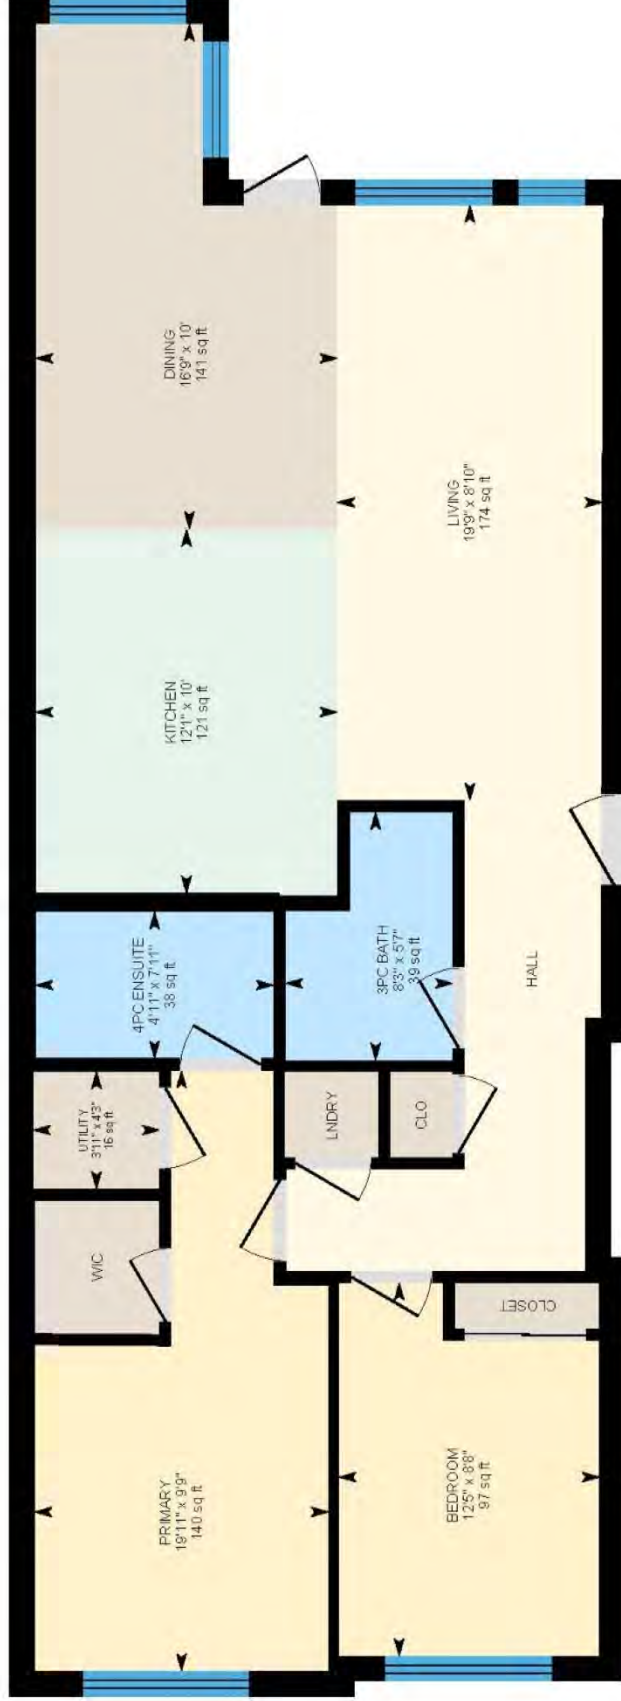 DINING
16'9" x 10'
141 sq ft
LIVING
19'9" x 8'10"
174 sq ft
KITCHEN
12'1" x 10'
121 sq ft
4PC ENSUITE
4'11" x 7'11"
38 sq ft
3PC BATH
8'3" x 5'7"
39 sq ft
HALL
UTILITY
3'11" x 4'3"
16 sq ft
LNDRY
CLO
WIC
CLOSET
PRIMARY
19'11" x 9'9"
140 sq ft
BEDROOM
12'5" x 8'8"
97 sq ft